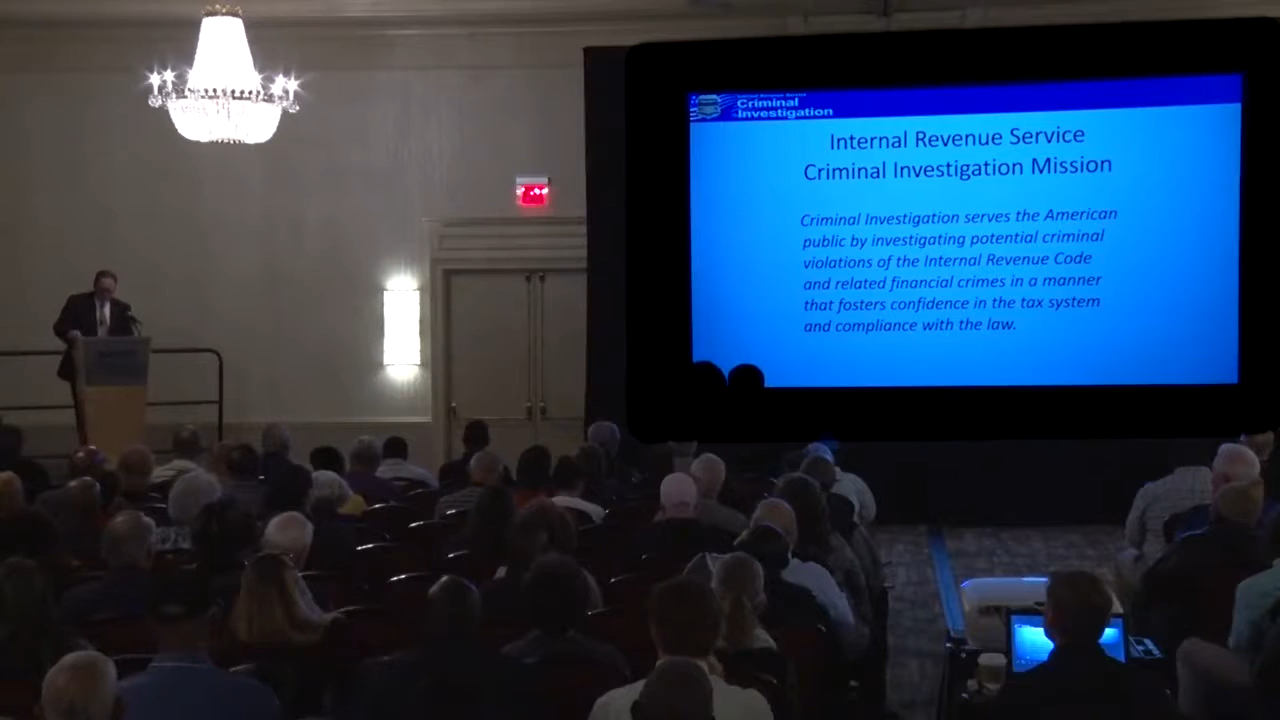 Criminal
Investigation
Internal Revenue Service
Criminal Investigation Mission
Criminal Investigation serves the American
public by investigating potential criminal
violations of the Internal Revenue Code
and related financial crimes in a manner
that fosters confidence in the tax system
and compliance with the law.